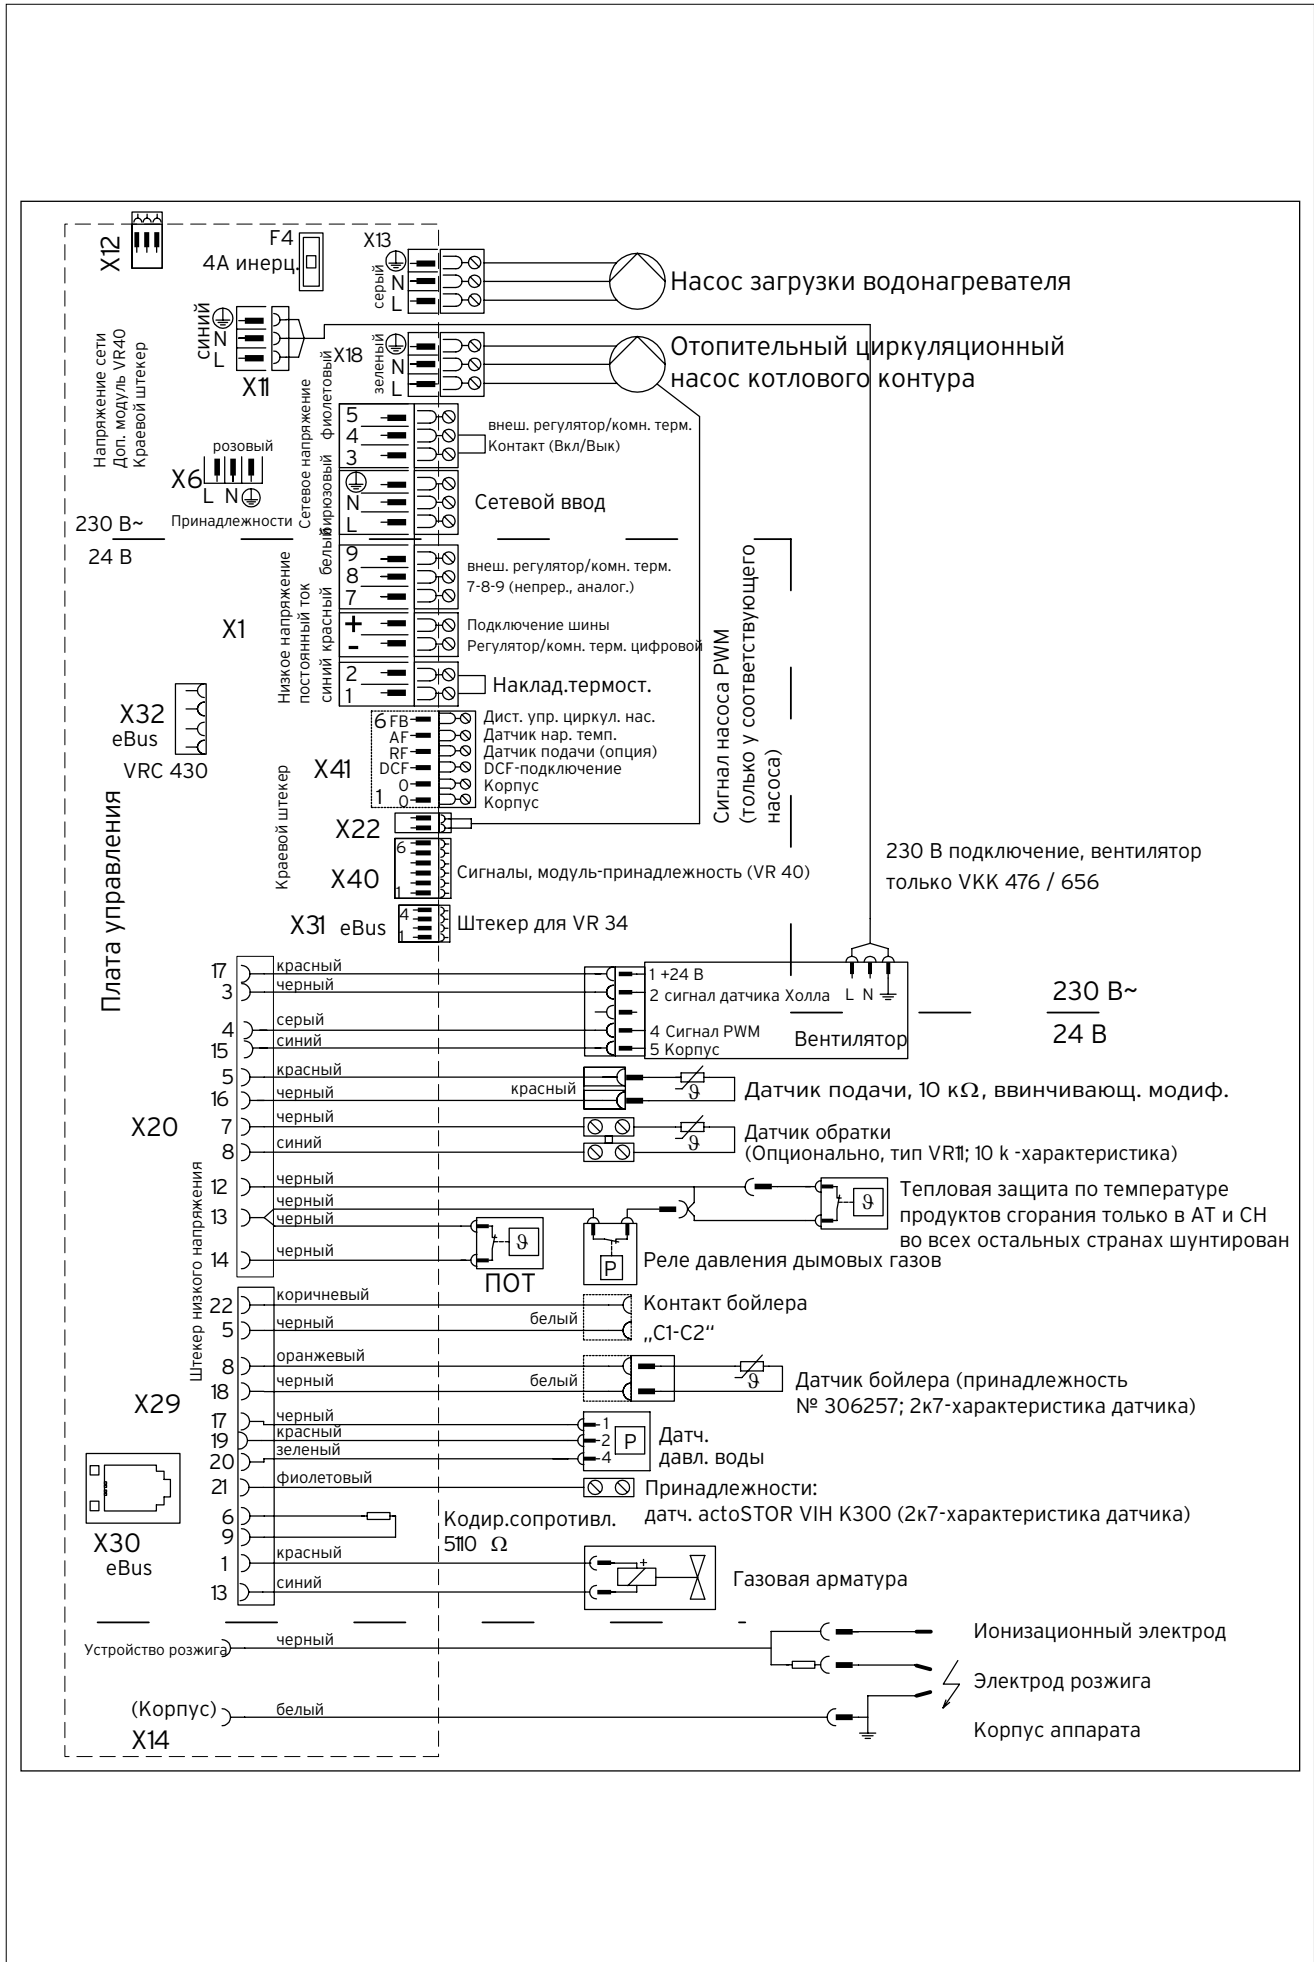 X12
F4
4А инерц.
X13
серый
N
L
Насос загрузки водонагревателя
синий
N
L
X11
X18
зеленый
N
L
Отопительный циркуляционный
насос котлового контура
Напряжение сети
Доп. модуль VR40
Краевой штекер
розовый
X6
L N
Принадлежности
230 В~
24 В
Сетевое напряжение
фиолетовый
5
4
3
внеш. регулятор/комн. терм.
Контакт (Вкл/Вык)
бирюзовый
N
L
Сетевой ввод
X1
Низкое напряжение
постоянный ток
белый
9
8
7
внеш. регулятор/комн. терм.
7-8-9 (непрер., аналог.)
красный
+
-
Подключение шины
Регулятор/комн. терм. цифровой
синий
2
1
Наклад.термост.
Сигнал насоса PWM
(только у соответствующего
насоса)
X32
eBus
VRC 430
Краевой штекер
X41
6 FB
Дист. упр. циркул. нас.
AF
Датчик нар. темп.
RF
Датчик подачи (опция)
DCF
DCF-подключение
0
Корпус
1 0
Корпус
X22
X40
6
1
Сигналы, модуль-принадлежность (VR 40)
X31 eBus
4
1
Штекер для VR 34
230 В подключение, вентилятор
только VKK 476 / 656
Плата управления
17 красный
1 +24 В
3 черный
2 сигнал датчика Холла
L N
4 серый
4 Сигнал PWM
15 синий
5 Корпус
Вентилятор
230 В~
24 В
X20
5 красный
16 черный
красный
ϑ
Датчик подачи, 10 кΩ, ввинчивающ. модиф.
7 черный
8 синий
ϑ
Датчик обратки
(Опционально, тип VR11; 10 k -характеристика)
Штекер низкого напряжения
12 черный
13 черный
черный
14 черный
ϑ
ПОТ
P
Реле давления дымовых газов
ϑ
Тепловая защита по температуре
продуктов сгорания только в AT и CH
во всех остальных странах шунтирован
22 коричневый
5 черный
белый
Контакт бойлера
„C1-C2“
X29
8 оранжевый
18 черный
белый
ϑ
Датчик бойлера (принадлежность
№ 306257; 2к7-характеристика датчика)
17 черный
1
19 красный
2
20 зеленый
4
P
Датч.
давл. воды
21 фиолетовый
Принадлежности:
датч. actoSTOR VIH K300 (2к7-характеристика датчика)
X30
eBus
6
9
Кодир.сопротивл.
5110 Ω
1 красный
13 синий
+
Газовая арматура
Устройство розжига
черный
Ионизационный электрод
Электрод розжига
(Корпус)
X14
белый
Корпус аппарата